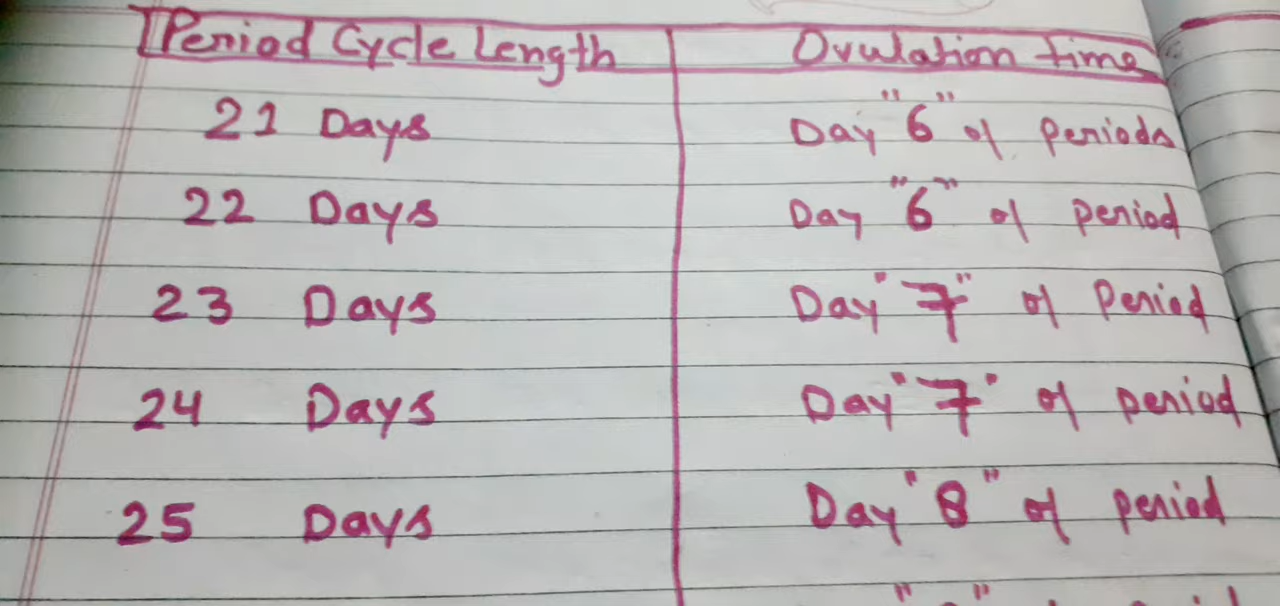 Period Cycle Length Ovulation time
21 Days Day "6" of periods
22 Days Day "6" of period
23 Days Day "7" of Period
24 Days Day "7" of period
25 Days Day "8" of period